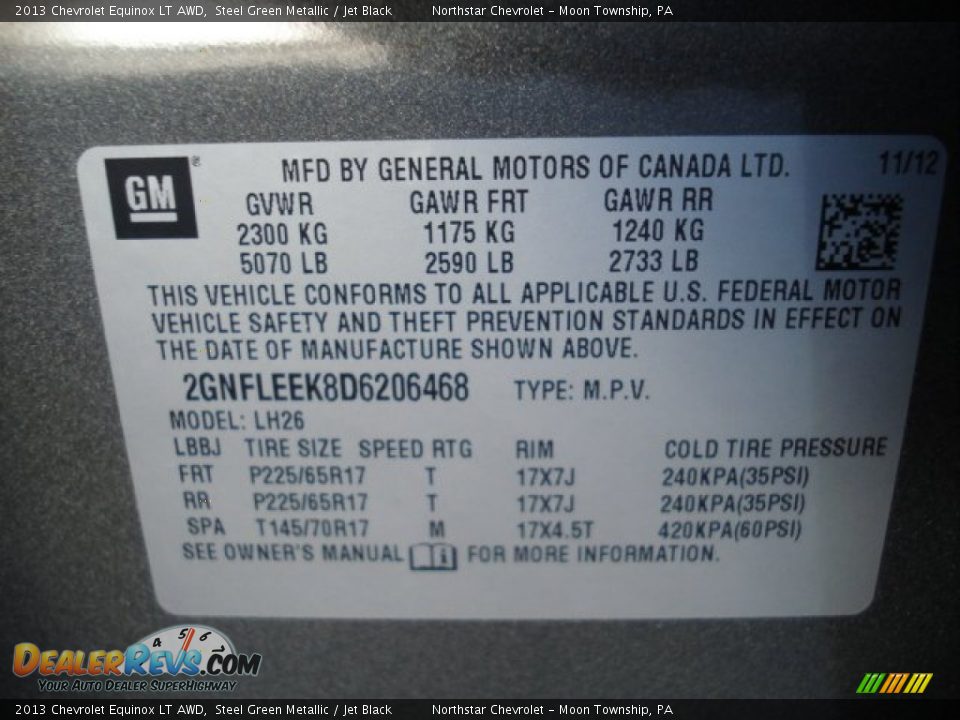 2013 Chevrolet Equinox LT AWD, Steel Green Metallic / Jet Black Northstar Chevrolet - Moon Township, PA
GM® MFD BY GENERAL MOTORS OF CANADA LTD. 11/12
GVWR GAWR FRT GAWR RR
2300 KG 1175 KG 1240 KG
5070 LB 2590 LB 2733 LB
THIS VEHICLE CONFORMS TO ALL APPLICABLE U.S. FEDERAL MOTOR
VEHICLE SAFETY AND THEFT PREVENTION STANDARDS IN EFFECT ON
THE DATE OF MANUFACTURE SHOWN ABOVE.
2GNFLEEK8D6206468 TYPE: M.P.V.
MODEL: LH26
LBBJ TIRE SIZE SPEED RTG RIM COLD TIRE PRESSURE
FRT P225/65R17 T 17X7J 240KPA(35PSI)
RR P225/65R17 T 17X7J 240KPA(35PSI)
SPA T145/70R17 M 17X4.5T 420KPA(60PSI)
SEE OWNER'S MANUAL FOR MORE INFORMATION.
4 5 6 7
DEALERREVS.COM
YOUR AUTO DEALER SUPERHIGHWAY
2013 Chevrolet Equinox LT AWD, Steel Green Metallic / Jet Black Northstar Chevrolet - Moon Township, PA